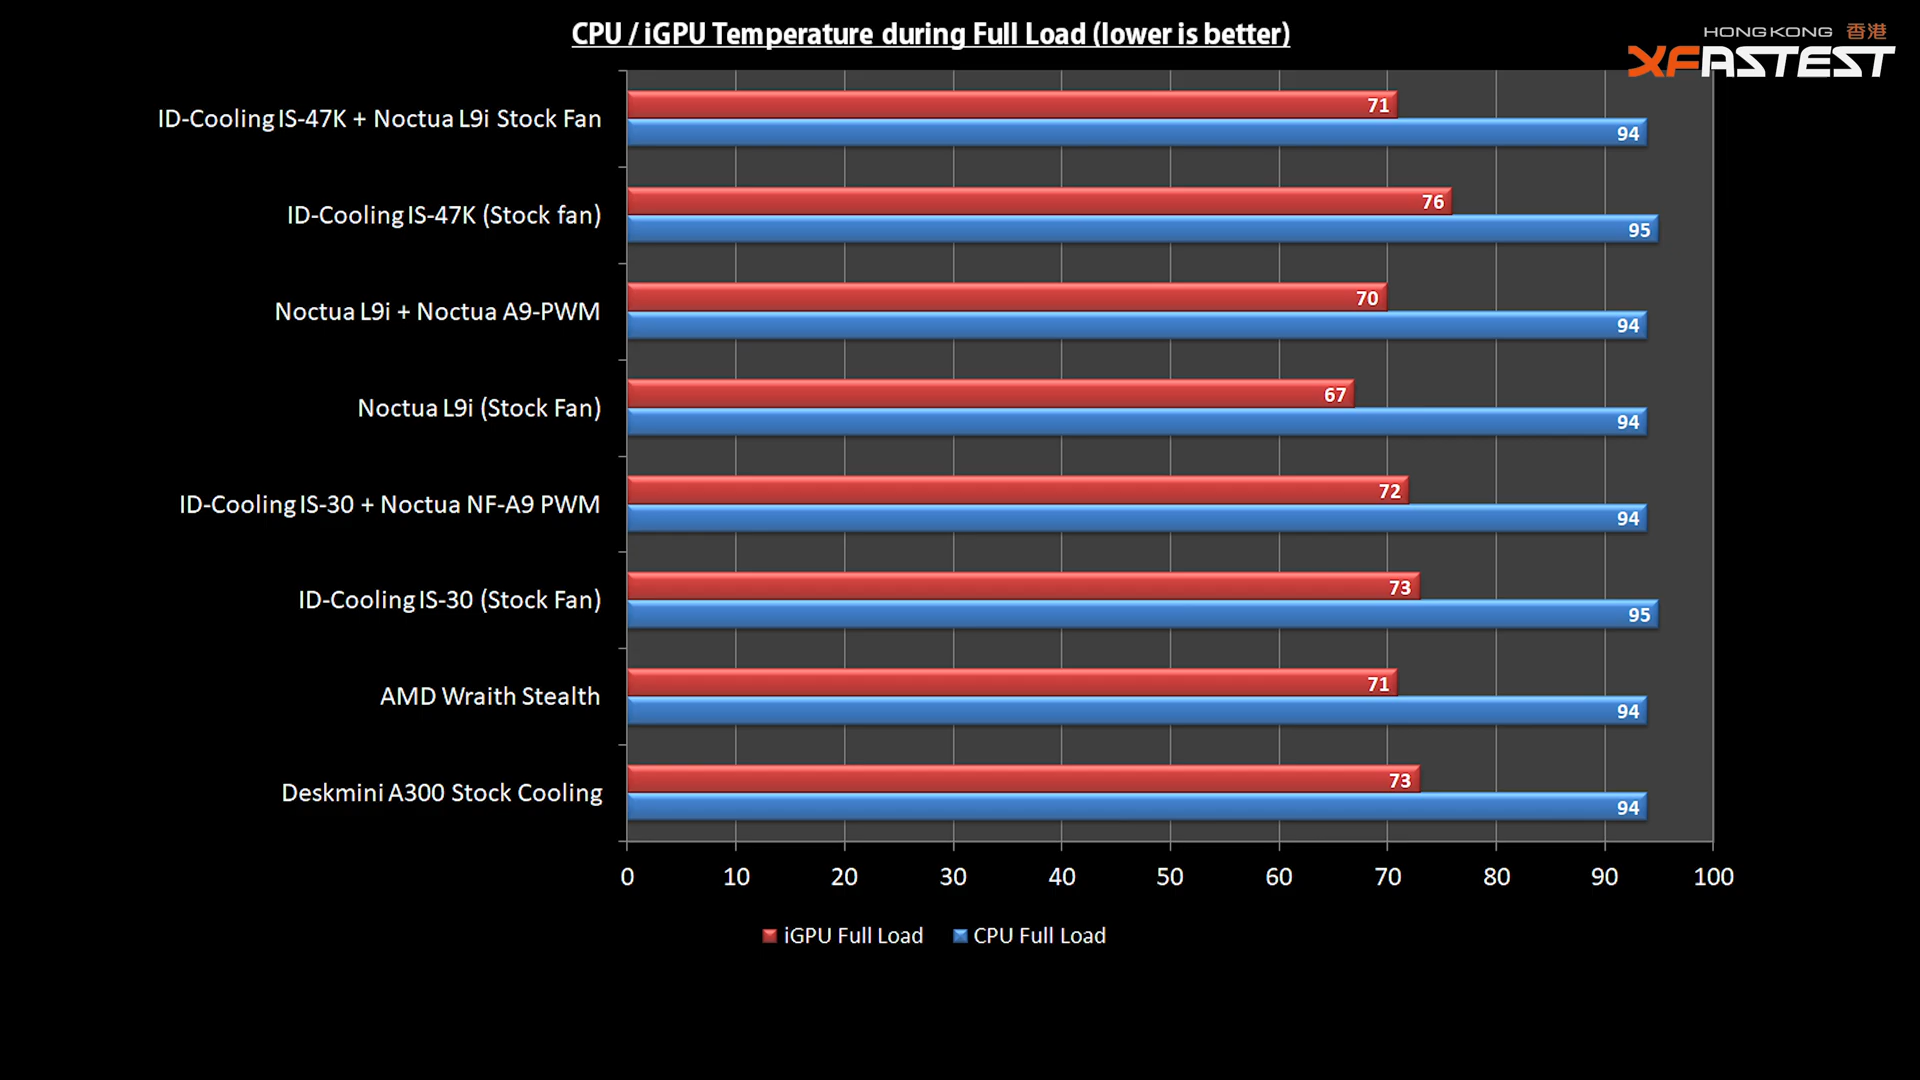 CPU / iGPU Temperature during Full Load (lower is better)
HONG KONG 香港
XFASTEST
ID-Cooling IS-47K + Noctua L9i Stock Fan
71
94
ID-Cooling IS-47K (Stock fan)
76
95
Noctua L9i + Noctua A9-PWM
70
94
Noctua L9i (Stock Fan)
67
94
ID-Cooling IS-30 + Noctua NF-A9 PWM
72
94
ID-Cooling IS-30 (Stock Fan)
73
95
AMD Wraith Stealth
71
94
Deskmini A300 Stock Cooling
73
94
0 10 20 30 40 50 60 70 80 90 100
iGPU Full Load CPU Full Load